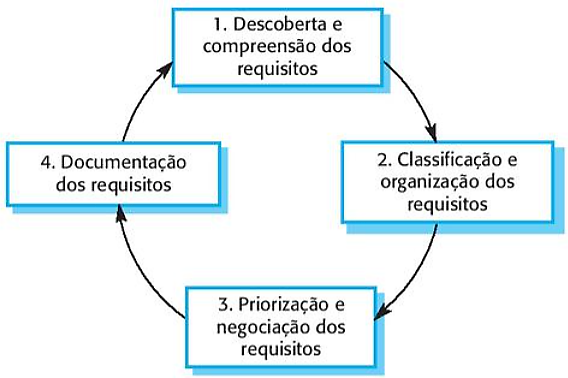 1. Descoberta e
compreensão dos
requisitos
2. Classificação e
organização dos
requisitos
3. Priorização e
negociação dos
requisitos
4. Documentação
dos requisitos